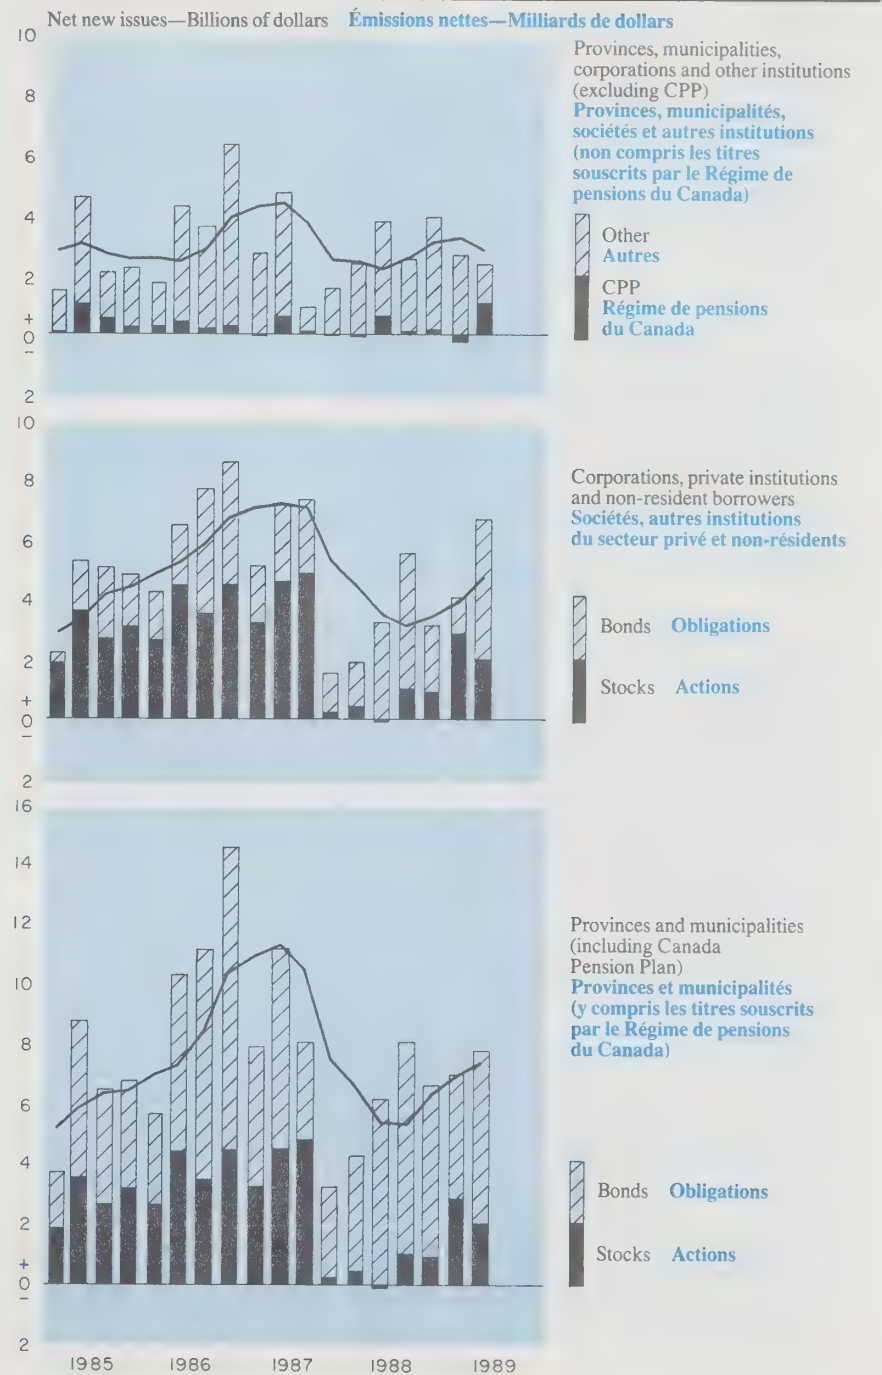 Net new issues—Billions of dollars Émissions nettes—Milliards de dollars
10
8
6
4
2
+
0
–
2
Provinces, municipalities,
corporations and other institutions
(excluding CPP)
Provinces, municipalités,
sociétés et autres institutions
(non compris les titres
souscrits par le Régime de
pensions du Canada)
Other
Autres
CPP
Régime de pensions
du Canada
10
8
6
4
2
+
0
–
2
Corporations, private institutions
and non-resident borrowers
Sociétés, autres institutions
du secteur privé et non-résidents
Bonds Obligations
Stocks Actions
16
14
12
10
8
6
4
2
+
0
–
2
Provinces and municipalities
(including Canada
Pension Plan)
Provinces et municipalités
(y compris les titres souscrits
par le Régime de pensions
du Canada)
Bonds Obligations
Stocks Actions
1985 1986 1987 1988 1989